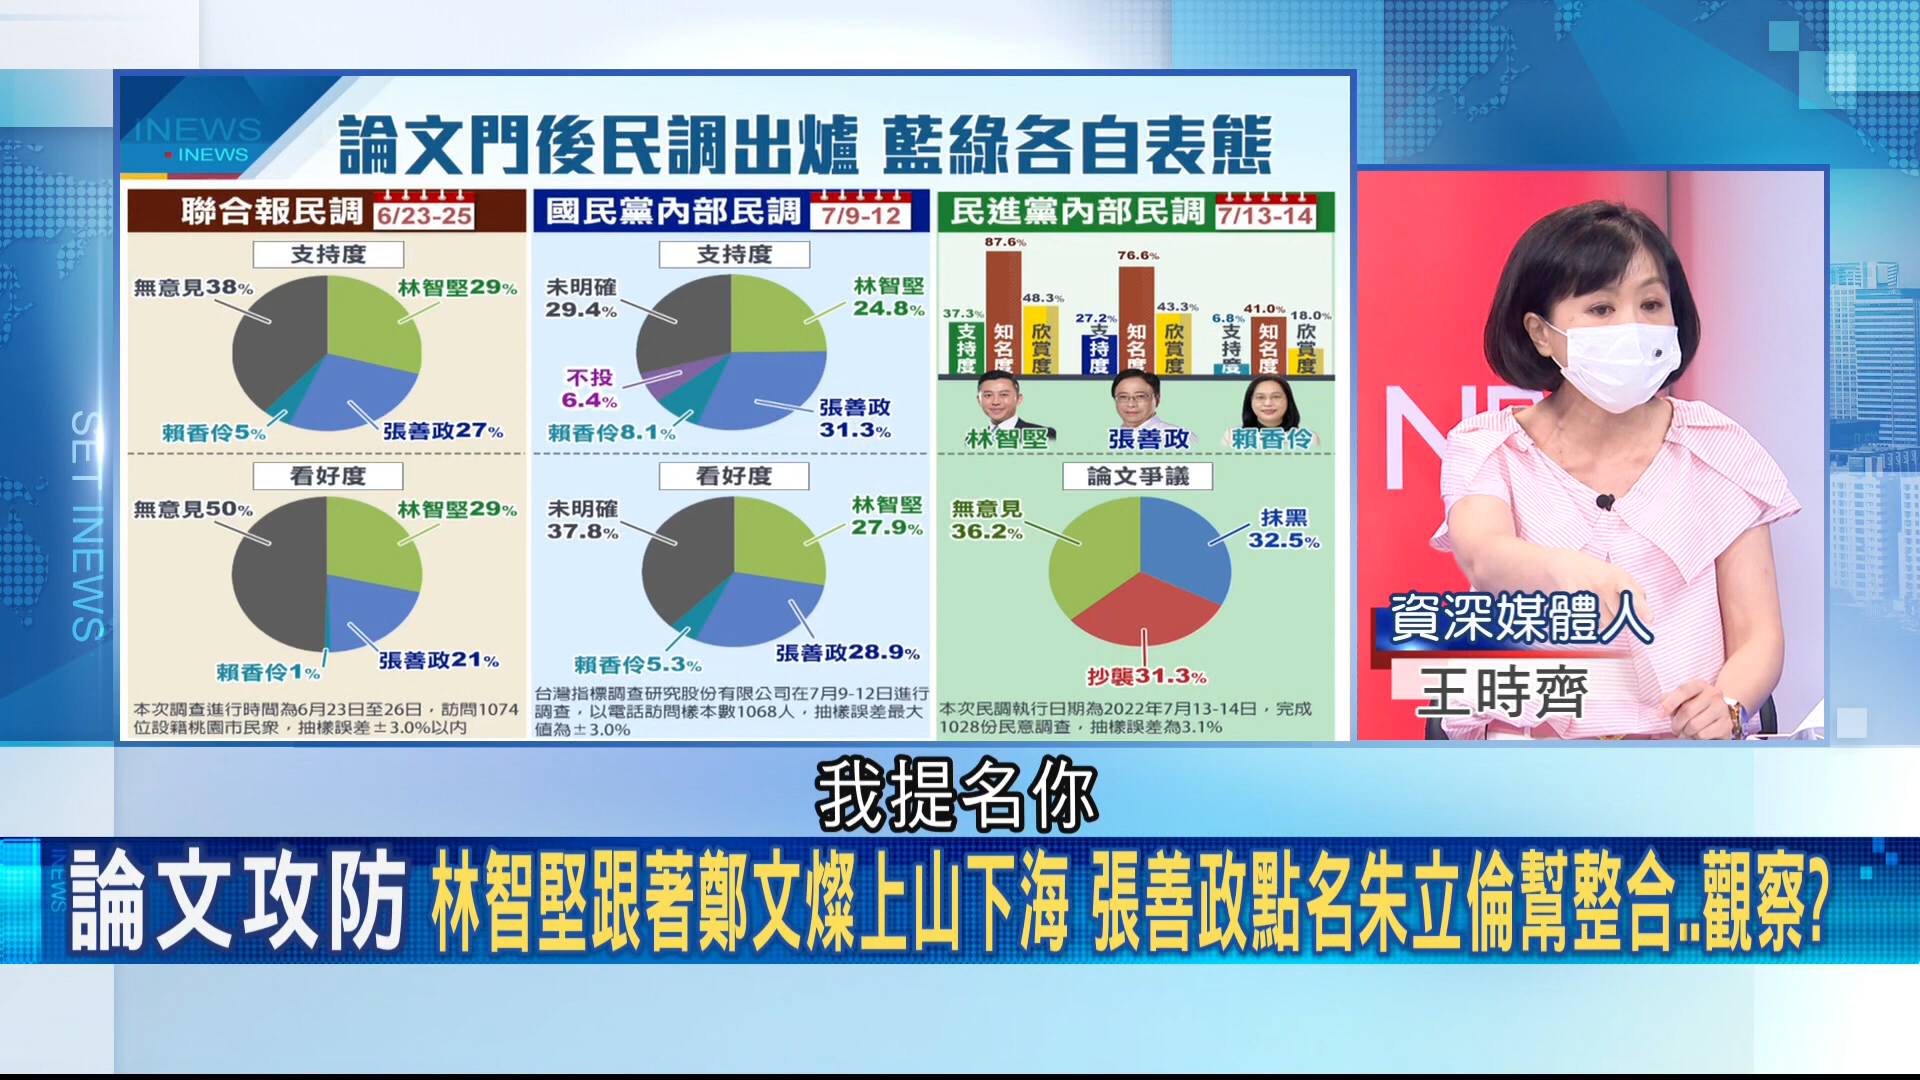 INEWS
INEWS
論文門後民調出爐 藍綠各自表態
聯合報民調 6/23-25
支持度
無意見38%
林智堅29%
賴香伶5%
張善政27%
看好度
無意見50%
林智堅29%
賴香伶1%
張善政21%
本次調查進行時間為6月23日至26日，訪問1074
位設籍桃園市民眾，抽樣誤差±3.0%以內
國民黨內部民調 7/9-12
支持度
未明確
29.4%
林智堅
24.8%
不投
6.4%
賴香伶8.1%
張善政
31.3%
看好度
未明確
37.8%
林智堅
27.9%
賴香伶5.3%
張善政28.9%
台灣指標調查研究股份有限公司在7月9-12日進行
調查，以電話訪問樣本數1068人，抽樣誤差最大
值為±3.0%
民進黨內部民調 7/13-14
37.3% 87.6% 48.3%
支持度 知名度 欣賞度
林智堅
27.2% 76.6% 43.3%
支持度 知名度 欣賞度
張善政
6.8% 41.0% 18.0%
支持度 知名度 欣賞度
賴香伶
論文爭議
無意見
36.2%
抹黑
32.5%
抄襲31.3%
本次民調執行日期為2022年7月13-14日，完成
1028份民意調查，抽樣誤差為3.1%
SET iNEWS
資深媒體人
王時齊
我提名你
iNEWS
論文攻防 林智堅跟著鄭文燦上山下海 張善政點名朱立倫幫整合..觀察?